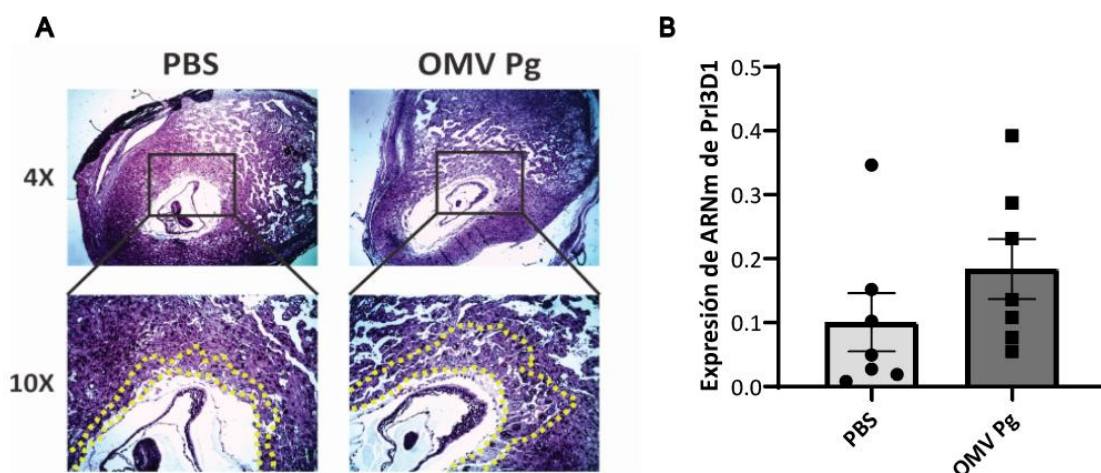 A
PBS
OMV Pg
4X
10X
B
Expresión de ARNm de Prl3D1
0.5
0.4
0.3
0.2
0.1
0.0
PBS
OMV Pg